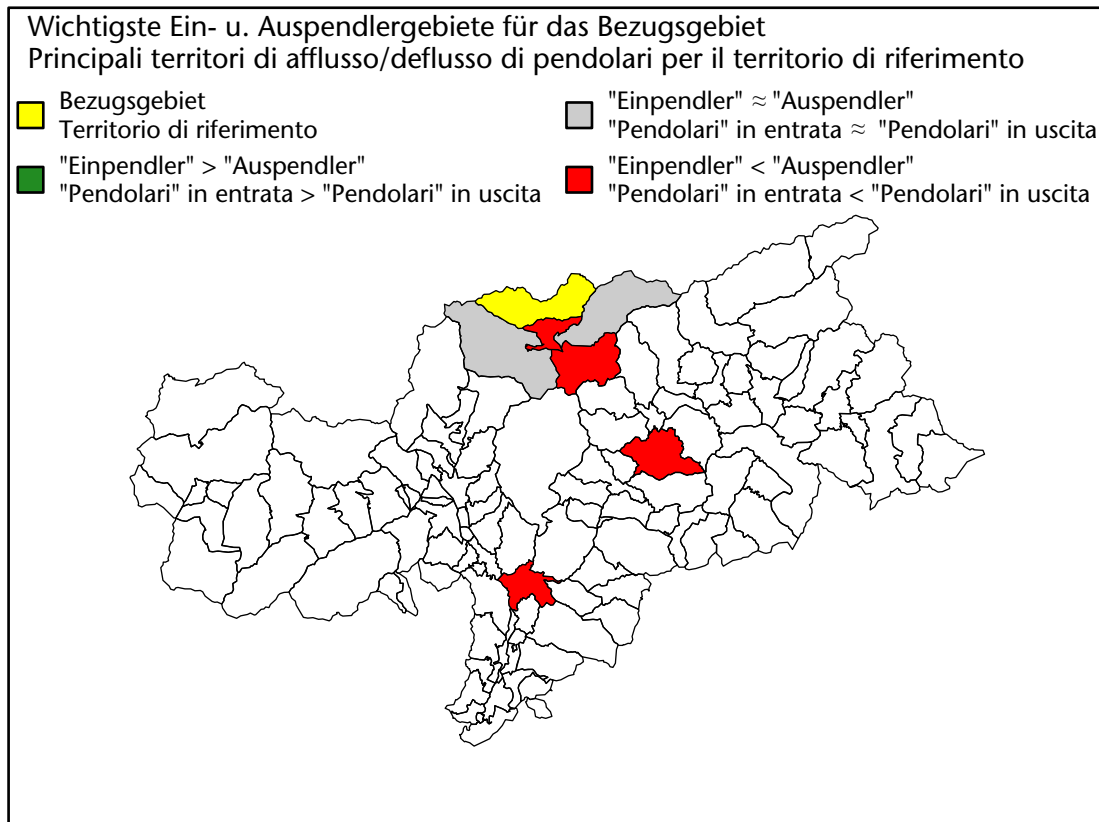 Wichtigste Ein- u. Auspendlergebiete für das Bezugsgebiet
Principali territori di afflusso/deflusso di pendolari per il territorio di riferimento
Bezugsgebiet
Territorio di riferimento
"Einpendler" > "Auspendler"
"Pendolari" in entrata > "Pendolari" in uscita
"Einpendler" ≈ "Auspendler"
"Pendolari" in entrata ≈ "Pendolari" in uscita
"Einpendler" < "Auspendler"
"Pendolari" in entrata < "Pendolari" in uscita